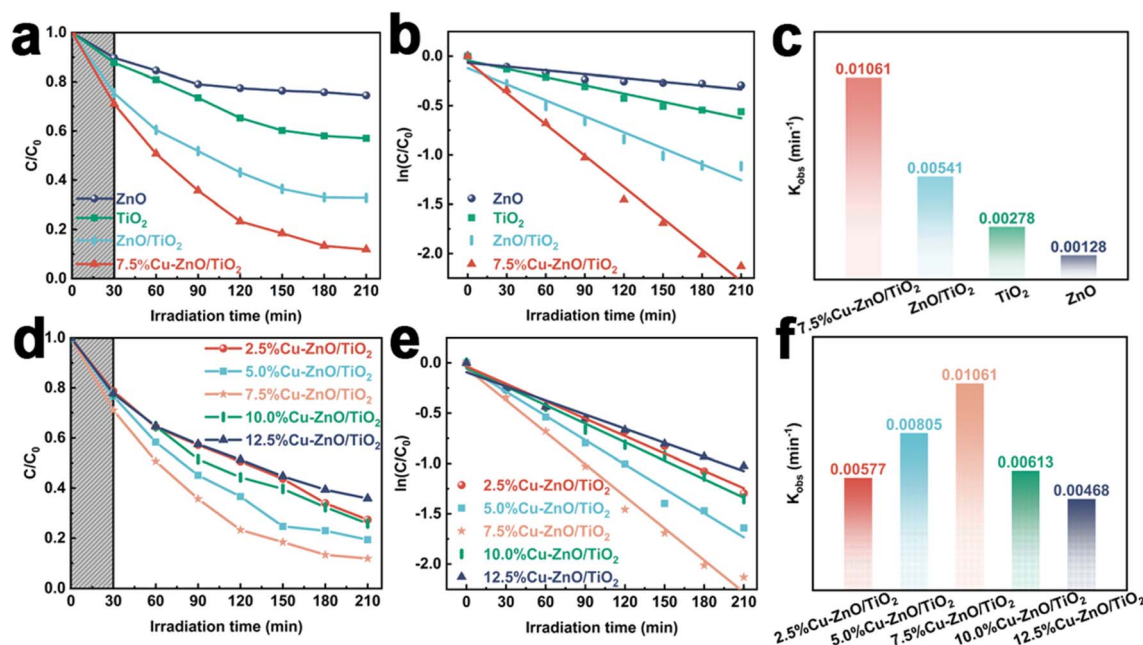 a
C/C₀
1.0
0.8
0.6
0.4
0.2
0.0
ZnO
TiO₂
ZnO/TiO₂
7.5%Cu-ZnO/TiO₂
0 30 60 90 120 150 180 210
Irradiation time (min)
b
ln(C/C₀)
0.0
-0.5
-1.0
-1.5
-2.0
ZnO
TiO₂
ZnO/TiO₂
7.5%Cu-ZnO/TiO₂
0 30 60 90 120 150 180 210
Irradiation time (min)
c
K_obs (min⁻¹)
0.01061
0.00541
0.00278
0.00128
7.5%Cu-ZnO/TiO₂
ZnO/TiO₂
TiO₂
ZnO
d
C/C₀
1.0
0.8
0.6
0.4
0.2
0.0
2.5%Cu-ZnO/TiO₂
5.0%Cu-ZnO/TiO₂
7.5%Cu-ZnO/TiO₂
10.0%Cu-ZnO/TiO₂
12.5%Cu-ZnO/TiO₂
0 30 60 90 120 150 180 210
Irradiation time (min)
e
ln(C/C₀)
0.0
-0.5
-1.0
-1.5
-2.0
2.5%Cu-ZnO/TiO₂
5.0%Cu-ZnO/TiO₂
7.5%Cu-ZnO/TiO₂
10.0%Cu-ZnO/TiO₂
12.5%Cu-ZnO/TiO₂
0 30 60 90 120 150 180 210
Irradiation time (min)
f
K_obs (min⁻¹)
0.00577
0.00805
0.01061
0.00613
0.00468
2.5%Cu-ZnO/TiO₂
5.0%Cu-ZnO/TiO₂
7.5%Cu-ZnO/TiO₂
10.0%Cu-ZnO/TiO₂
12.5%Cu-ZnO/TiO₂